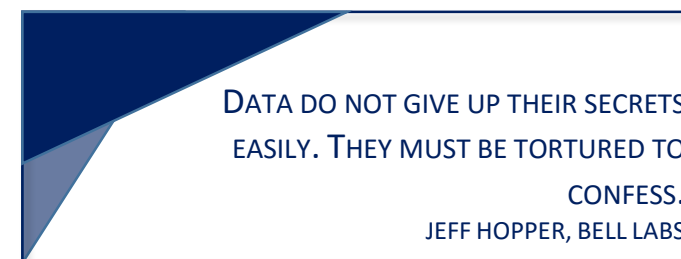 DATA DO NOT GIVE UP THEIR SECRETS
EASILY. THEY MUST BE TORTURED TO
CONFESS.
JEFF HOPPER, BELL LABS